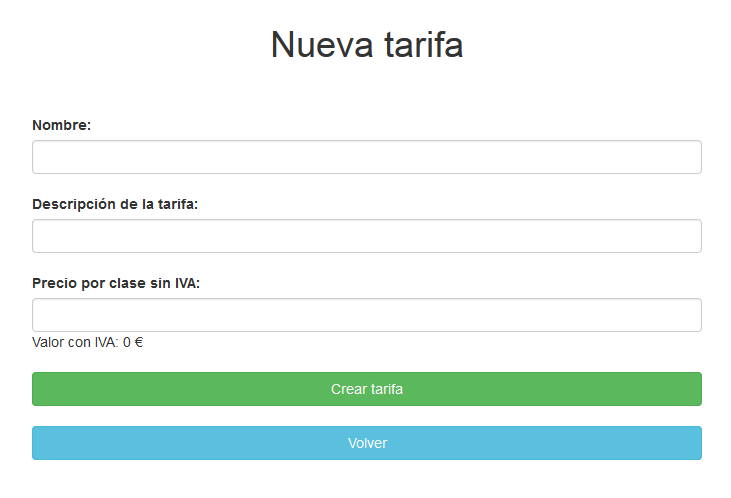 Nueva tarifa
Nombre:
Descripción de la tarifa:
Precio por clase sin IVA:
Valor con IVA: 0 €
Crear tarifa
Volver